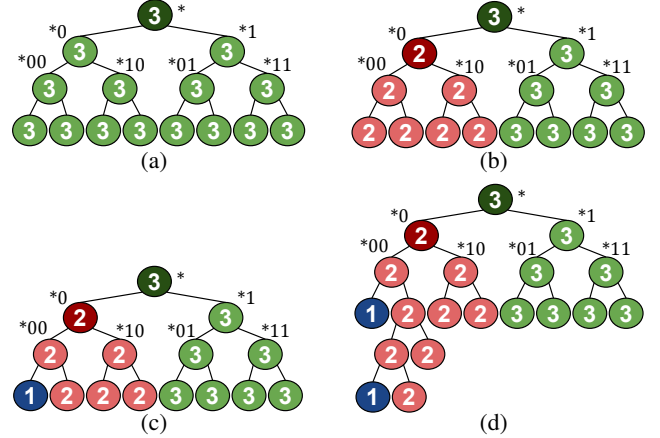 3 *
*0 3 3 *1
*00 3 *10 3 *01 3 *11 3
3 3 3 3 3 3 3 3
(a)
3 *
*0 2 3 *1
*00 2 *10 2 *01 3 *11 3
2 2 2 2 3 3 3 3
(b)
3 *
*0 2 3 *1
*00 2 *10 2 *01 3 *11 3
1 2 2 2 3 3 3 3
(c)
3 *
*0 2 3 *1
*00 2 *10 2 *01 3 *11 3
1 2 2 2 3 3 3 3
2 2
1 2
(d)